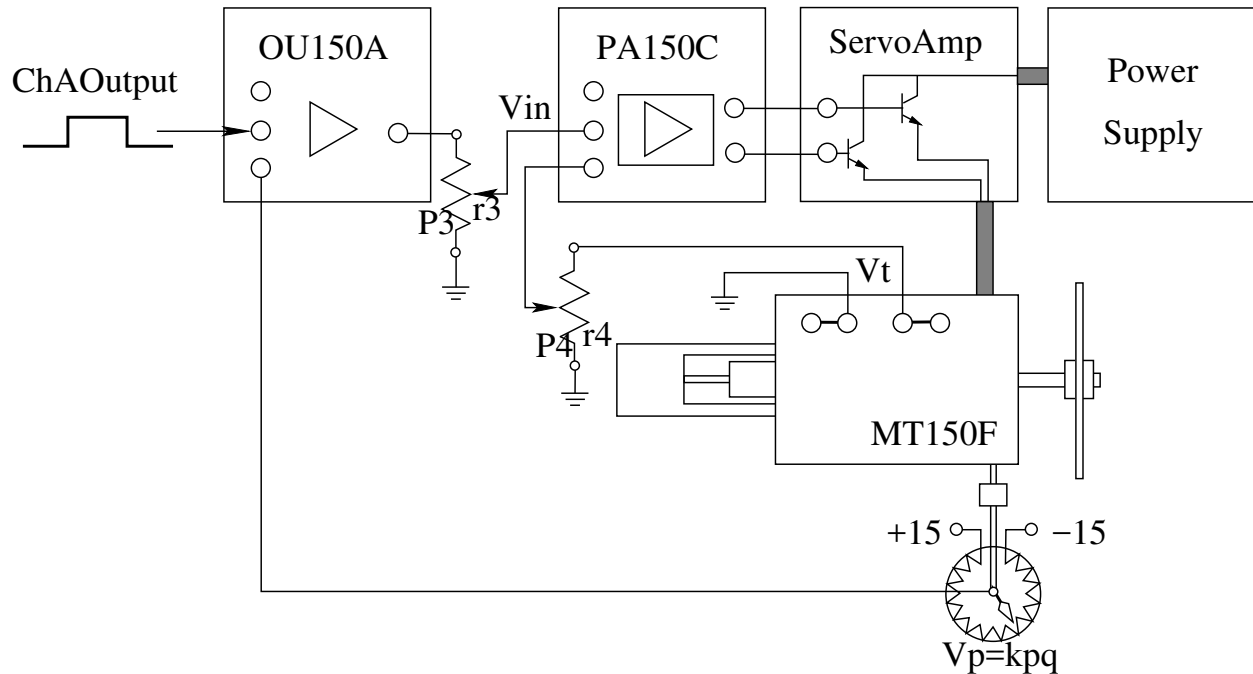 OU150A
PA150C
ServoAmp
Power
Supply
ChAOutput
Vin
P3
r3
Vt
P4
r4
MT150F
+15
−15
Vp=kpq